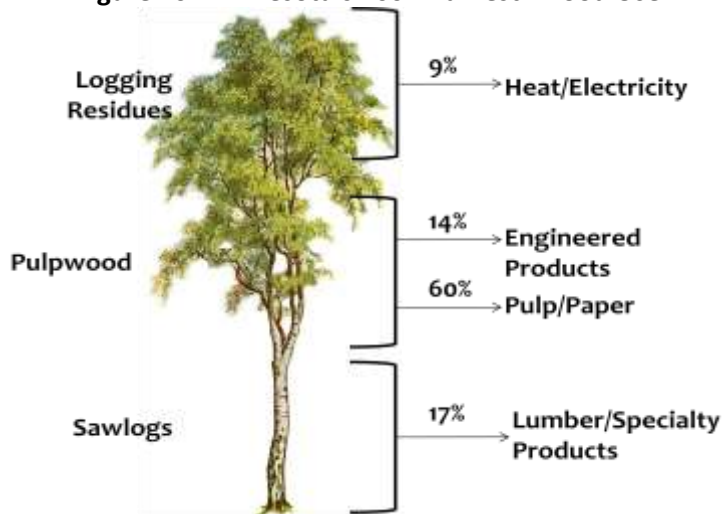 Logging
Residues
9%
Heat/Electricity
Pulpwood
14%
Engineered
Products
60%
Pulp/Paper
Sawlogs
17%
Lumber/Specialty
Products